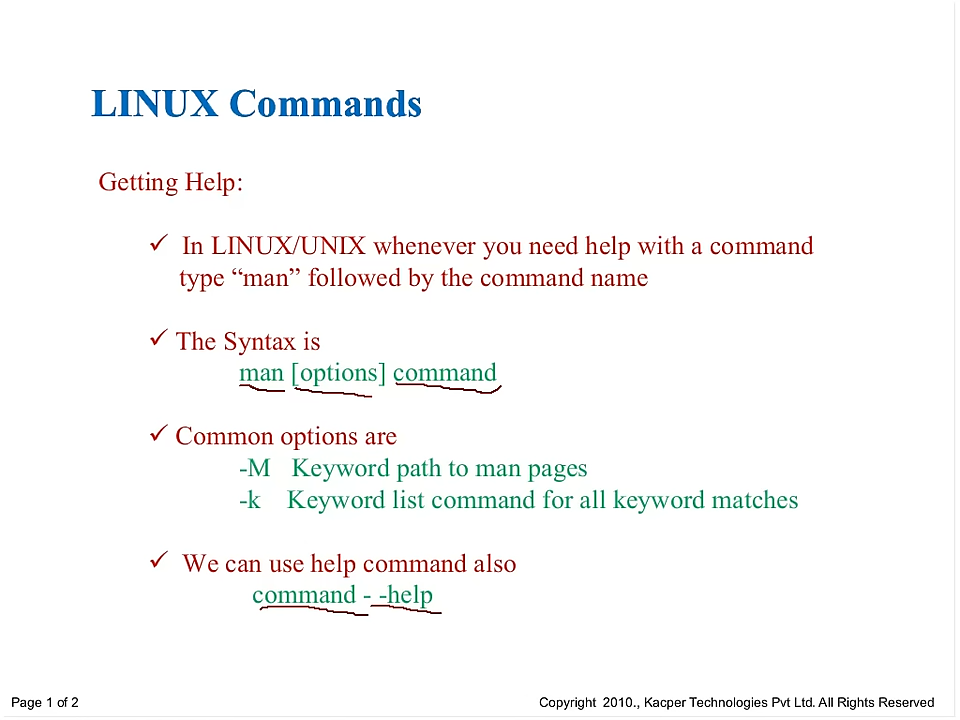 LINUX Commands
Getting Help:
✓ In LINUX/UNIX whenever you need help with a command
type “man” followed by the command name
✓ The Syntax is
man [options] command
✓ Common options are
-M Keyword path to man pages
-k Keyword list command for all keyword matches
✓ We can use help command also
command - -help
Page 1 of 2
Copyright 2010., Kacper Technologies Pvt Ltd. All Rights Reserved